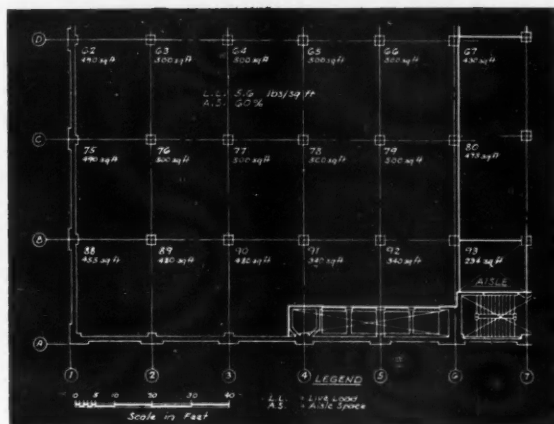 D
62
490 sq ft
63
500 sq ft
64
500 sq ft
65
500 sq ft
66
500 sq ft
67
430 sq ft
L.L. 5.6 lbs/sq ft
A.S. 60%
C
75
490 sq ft
76
500 sq ft
77
500 sq ft
78
500 sq ft
79
500 sq ft
80
475 sq ft
B
88
455 sq ft
89
480 sq ft
90
480 sq ft
91
340 sq ft
92
340 sq ft
93
234 sq ft
AISLE
A
1
2
3
4
5
6
7
LEGEND
0 5 10 20 30 40
Scale in Feet
L.L. = Live Load
A.S. = Aisle Space